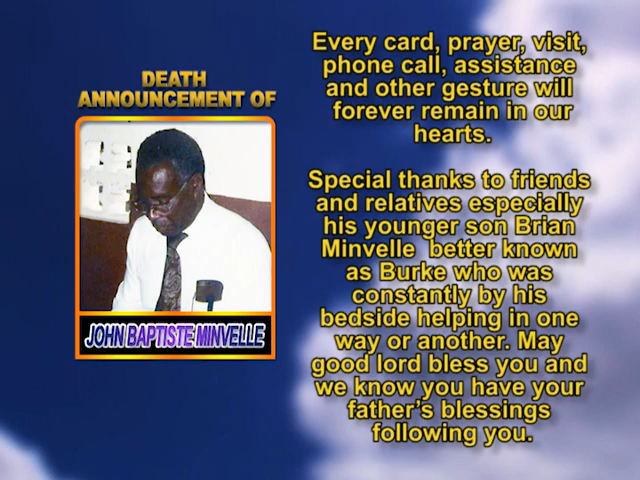 DEATH
ANNOUNCEMENT OF
JOHN BAPTISTE MINVELLE
Every card, prayer, visit,
phone call, assistance
and other gesture will
forever remain in our
hearts.
Special thanks to friends
and relatives especially
his younger son Brian
Minvelle better known
as Burke who was
constantly by his
bedside helping in one
way or another. May
good lord bless you and
we know you have your
father's blessings
following you.